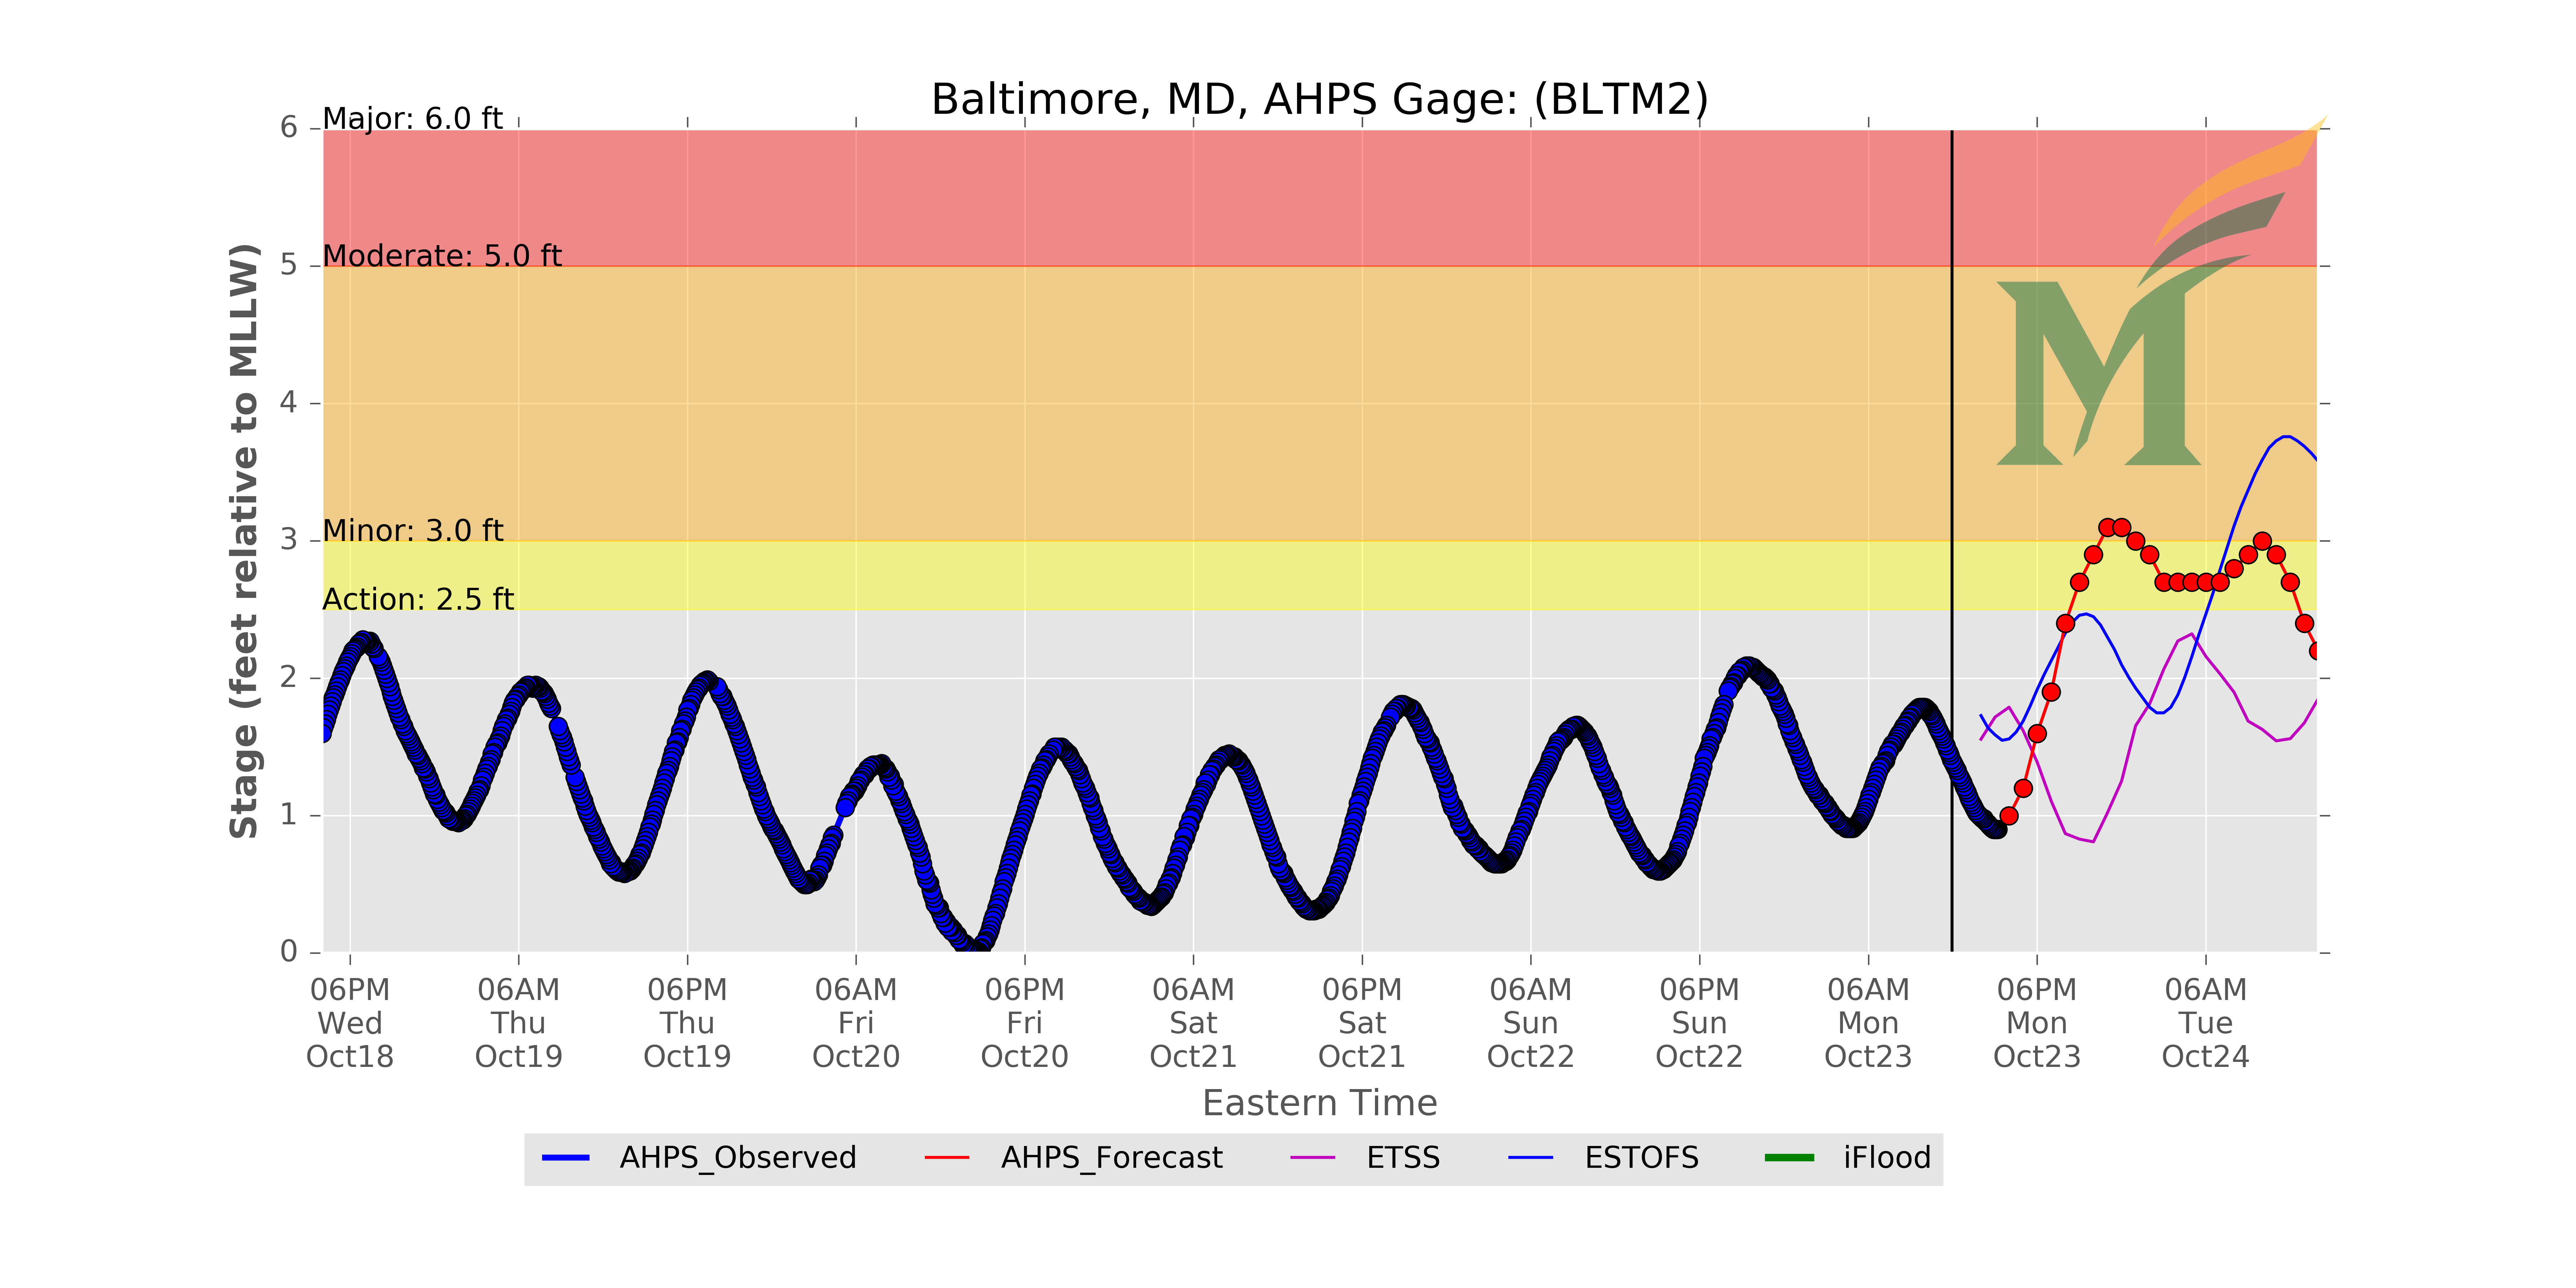 Baltimore, MD, AHPS Gage: (BLTM2)
Major: 6.0 ft
Moderate: 5.0 ft
Minor: 3.0 ft
Action: 2.5 ft
Stage (feet relative to MLLW)
6
5
4
3
2
1
0
06PM 06AM 06PM 06AM 06PM 06AM 06PM 06AM 06PM 06AM 06PM 06AM
Wed Thu Thu Fri Fri Sat Sat Sun Sun Mon Mon Tue
Oct18 Oct19 Oct19 Oct20 Oct20 Oct21 Oct21 Oct22 Oct22 Oct23 Oct23 Oct24
Eastern Time
AHPS_Observed AHPS_Forecast ETSS ESTOFS iFlood
M